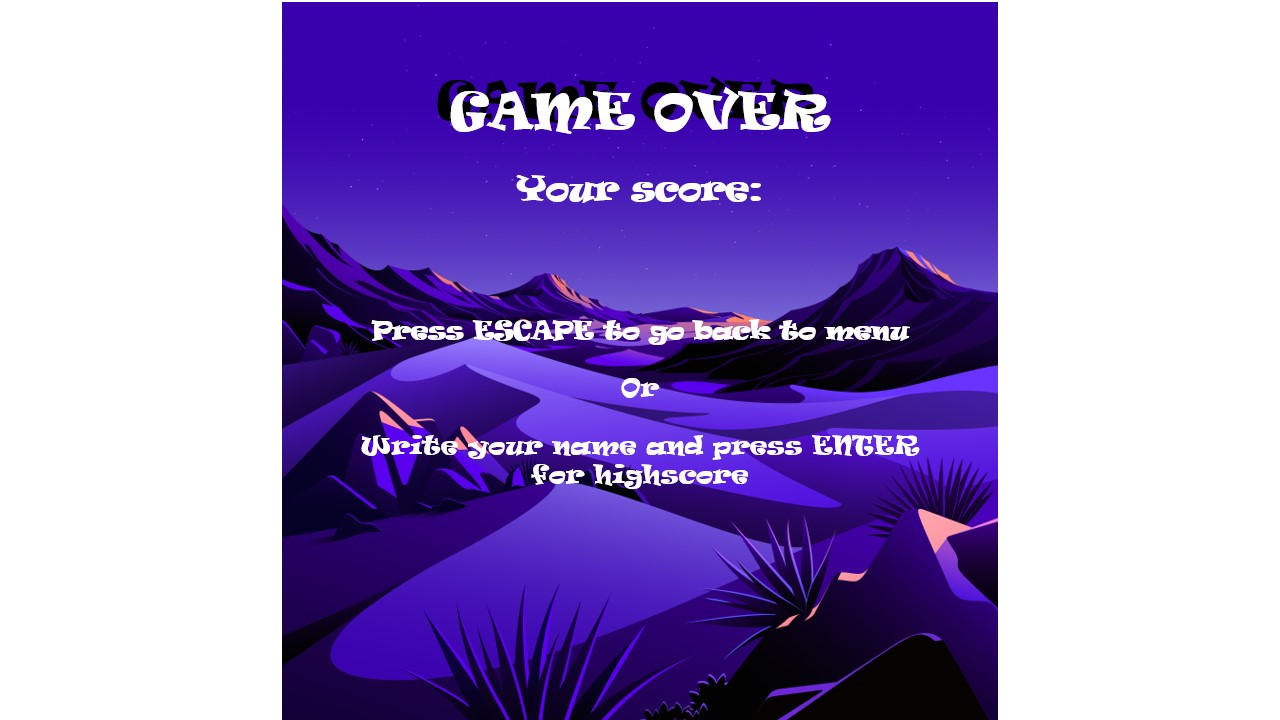 GAME OVER
Your score:
Press ESCAPE to go back to menu
Or
Write your name and press ENTER
for highscore